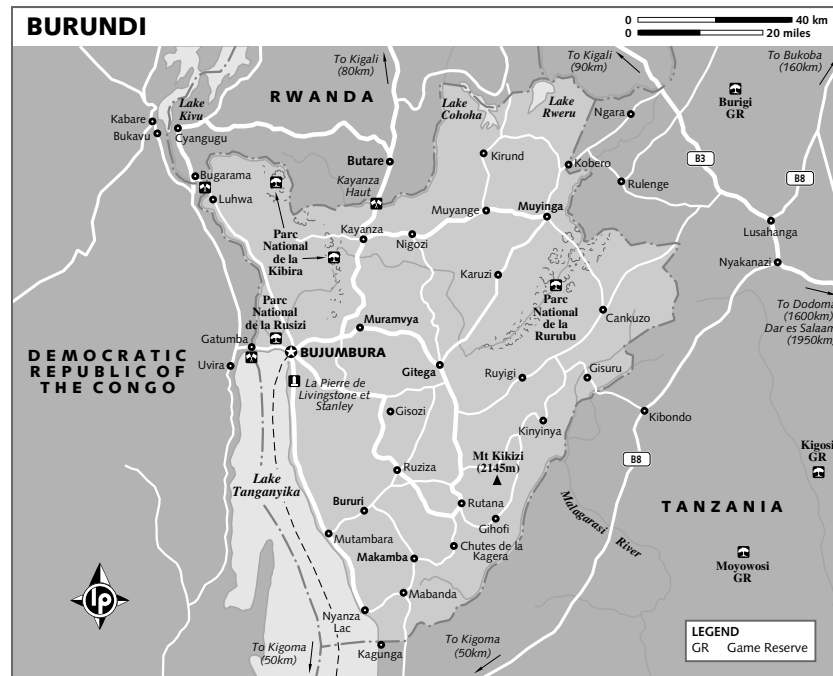 BURUNDI
0 40 km
0 20 miles
To Kigali
(80km)
To Kigali
(90km)
To Bukoba
(160km)
RWANDA
Lake
Kivu
Lake
Cohoha
Lake
Rweru
Ngara
Burigi
GR
Kabare
Bukavu
Cyangugu
Butare
Kirund
Kobero
B3
B8
Bugarama
Luhwa
Kayanza
Haut
Rulenge
Muyange
Muyinga
Lusahanga
Parc
National
de la
Kibira
Kayanza
Nigozi
Nyakanazi
Karuzi
Parc
National
de la
Rurubu
To Dodoma
(1600km)
Dar es Salaam
(1950km)
Parc
National
de la Rusizi
Muramvya
Cankuzo
Gatumba
BUJUMBURA
DEMOCRATIC
REPUBLIC OF
THE CONGO
Uvira
Gitega
Ruyigi
Gisuru
La Pierre de
Livingstone et
Stanley
Gisozi
Kinyinya
Kibondo
Mt Kikizi
(2145m)
B8
Kigosi
GR
Ruziza
Lake
Tanganyika
Bururi
Rutana
Malagarasi
River
TANZANIA
Gihofi
Mutambara
Chutes de la
Kagera
Makamba
Moyowosi
GR
lp
Mabanda
Nyanza
Lac
To Kigoma
(50km)
Kagunga
To Kigoma
(50km)
LEGEND
GR Game Reserve